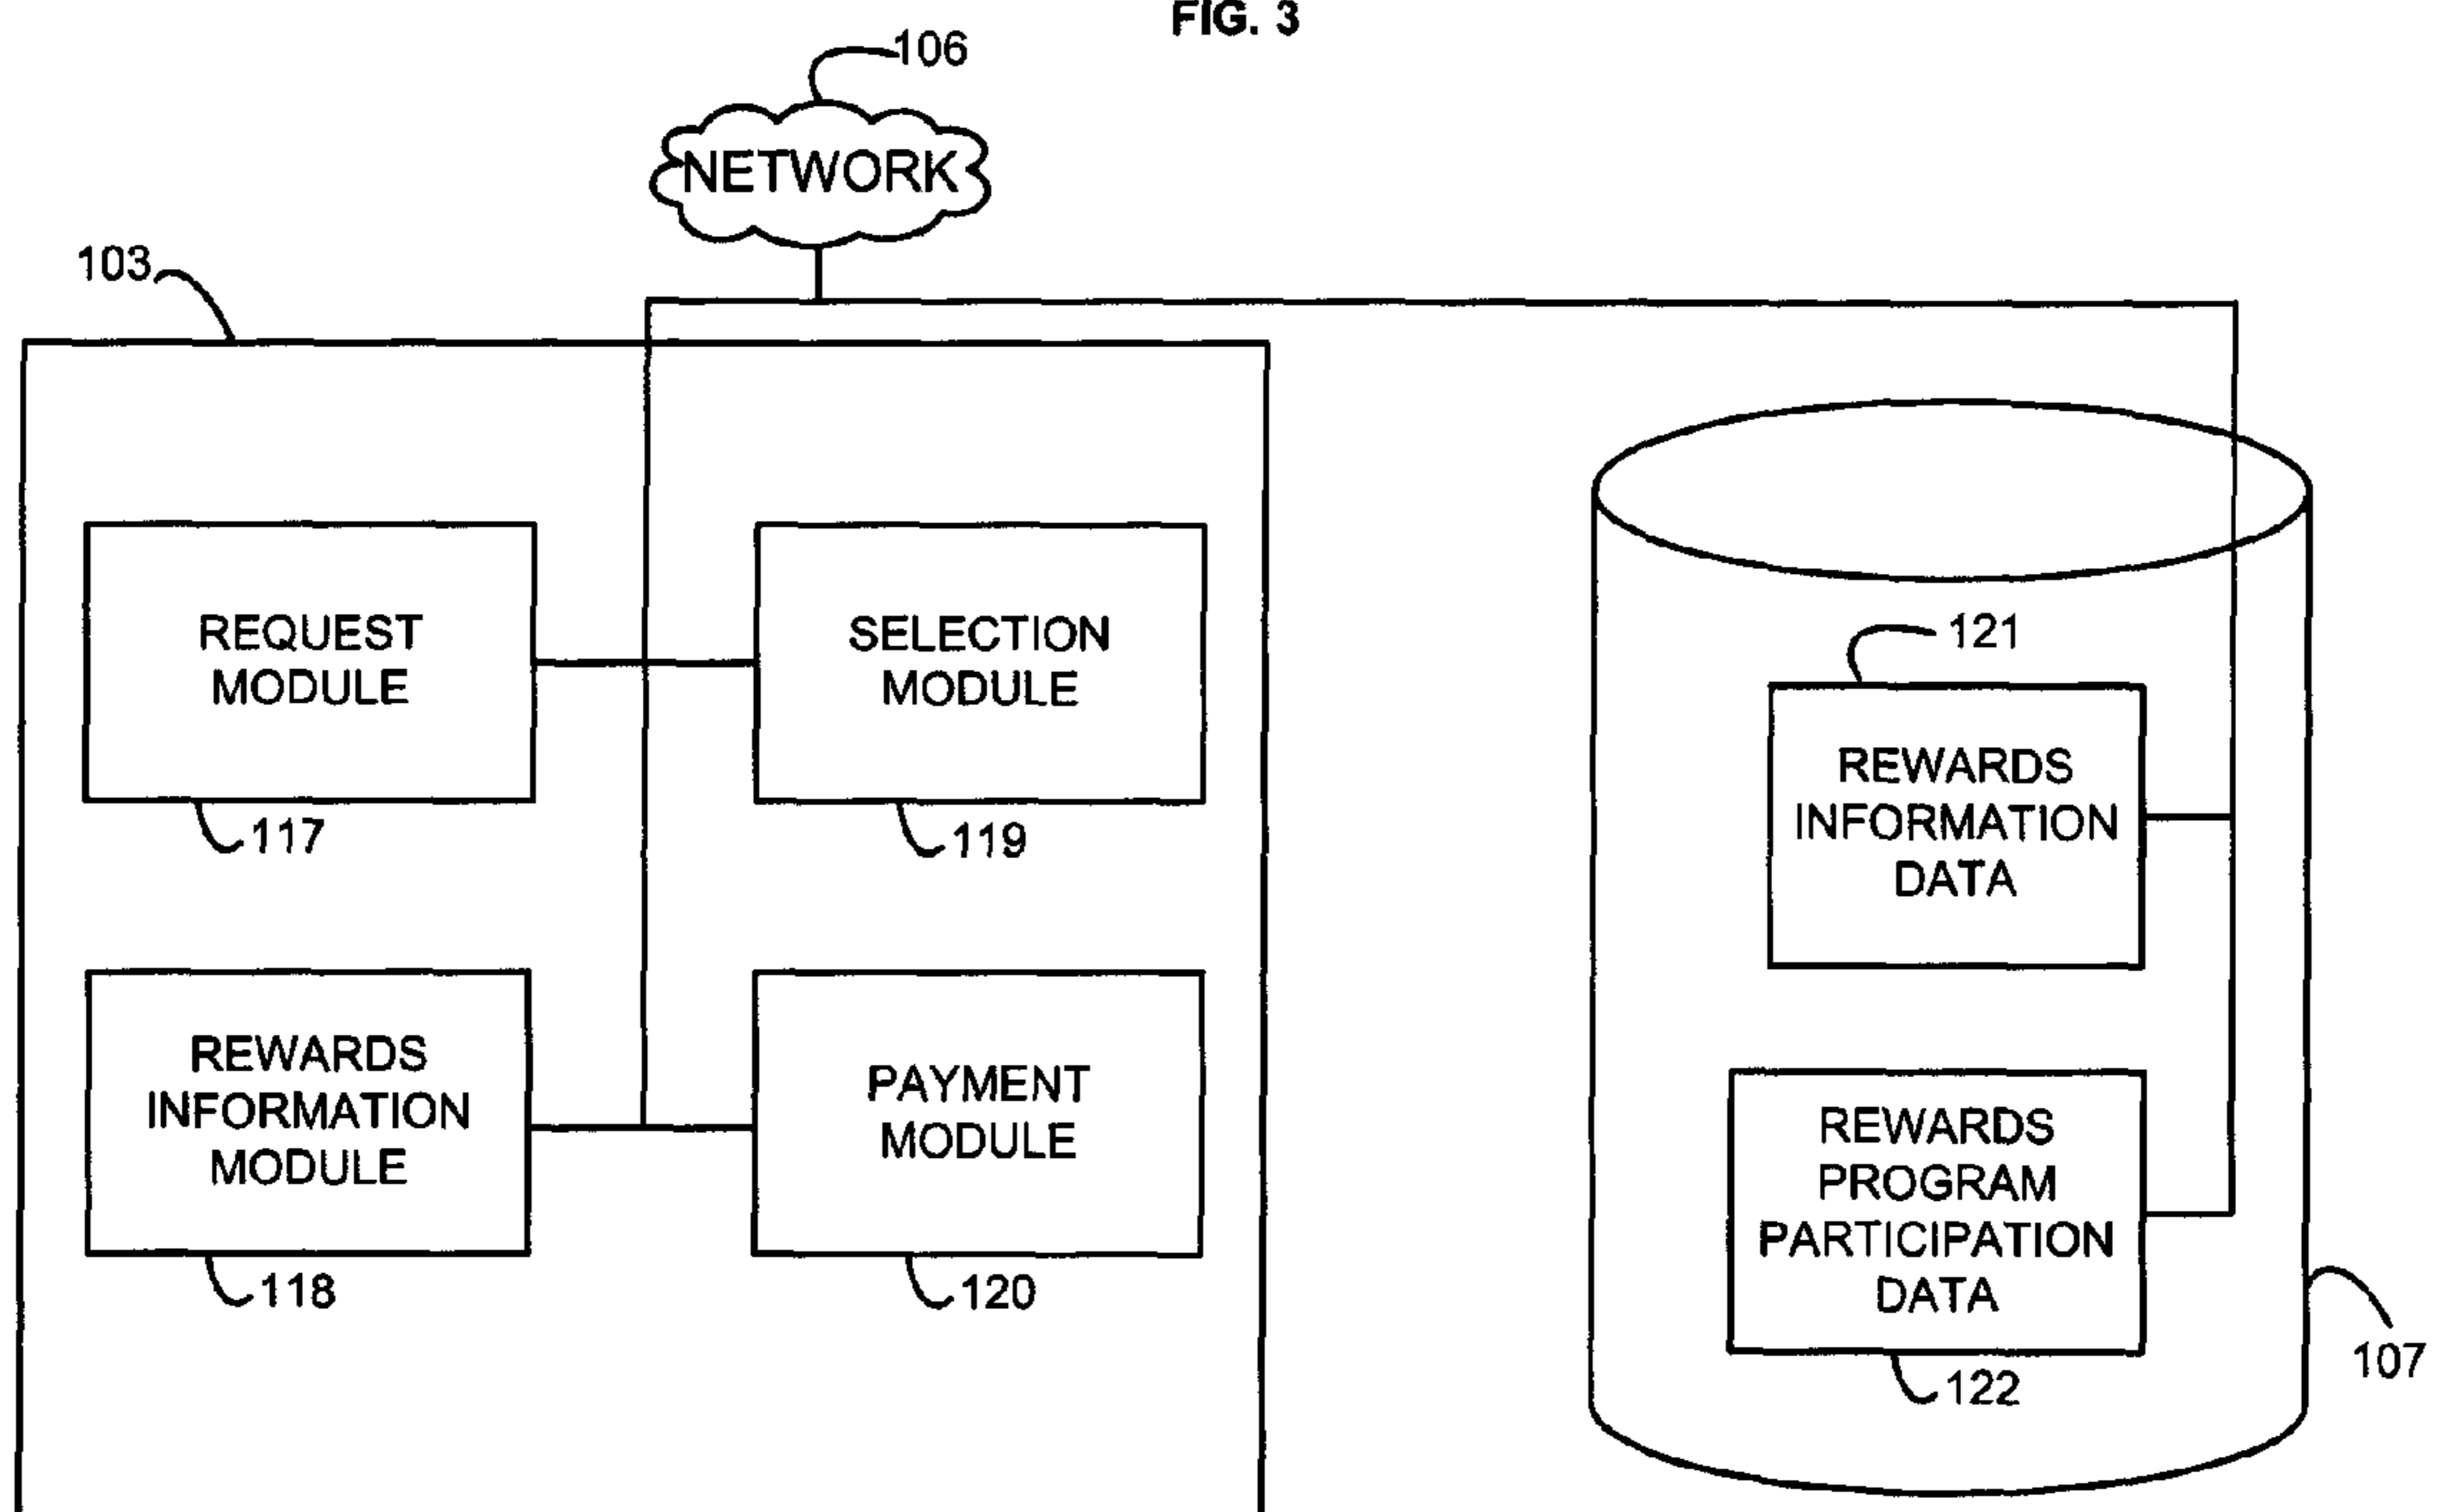 FIG. 3
106
NETWORK
103
REQUEST
MODULE
117
SELECTION
MODULE
119
REWARDS
INFORMATION
MODULE
118
PAYMENT
MODULE
120
121
REWARDS
INFORMATION
DATA
REWARDS
PROGRAM
PARTICIPATION
DATA
122
107